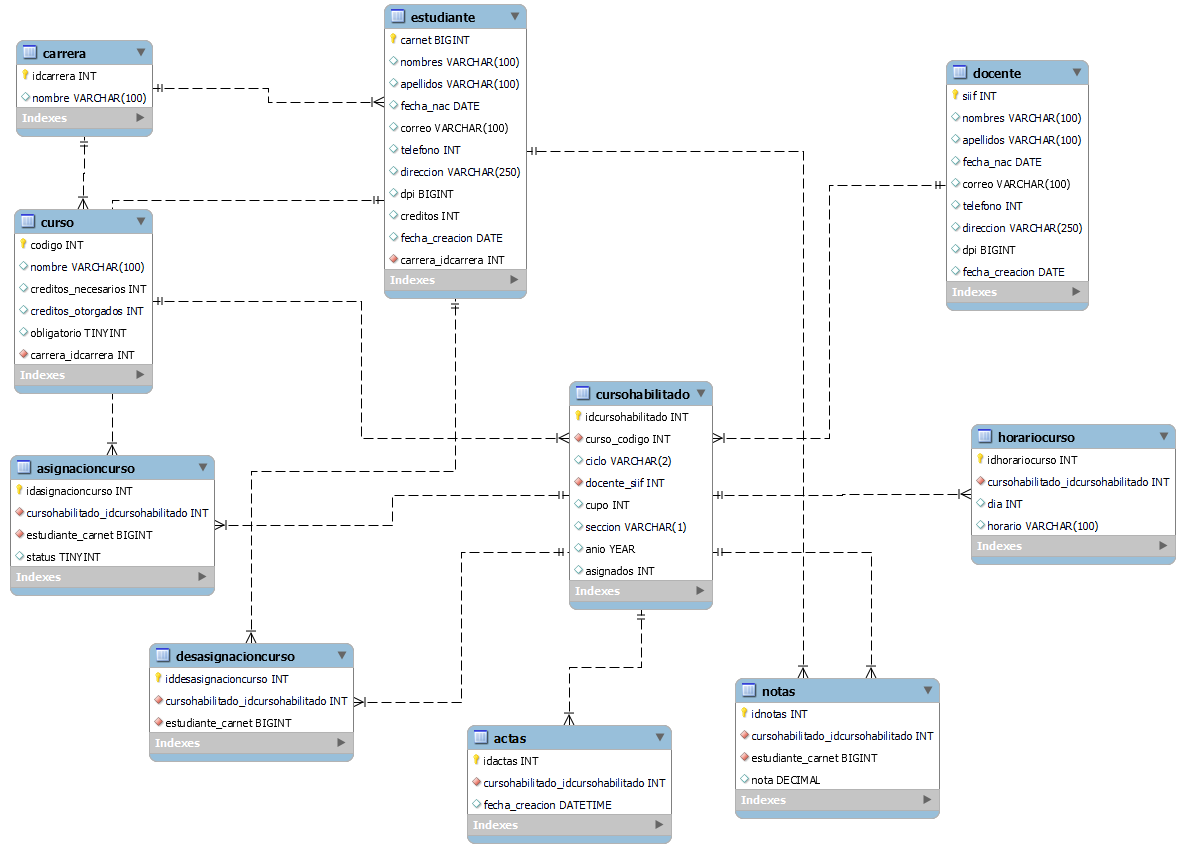 estudiante
carnet BIGINT
nombres VARCHAR(100)
apellidos VARCHAR(100)
fecha_nac DATE
correo VARCHAR(100)
telefono INT
direccion VARCHAR(250)
dpi BIGINT
creditos INT
fecha_creacion DATE
carrera_idcarrera INT
Indexes
carrera
idcarrera INT
nombre VARCHAR(100)
Indexes
docente
siif INT
nombres VARCHAR(100)
apellidos VARCHAR(100)
fecha_nac DATE
correo VARCHAR(100)
telefono INT
direccion VARCHAR(250)
dpi BIGINT
fecha_creacion DATE
Indexes
curso
codigo INT
nombre VARCHAR(100)
creditos_necesarios INT
creditos_otorgados INT
obligatorio TINYINT
carrera_idcarrera INT
Indexes
cursohabilitado
idcursohabilitado INT
curso_codigo INT
ciclo VARCHAR(2)
docente_siif INT
cupo INT
seccion VARCHAR(1)
anio YEAR
asignados INT
Indexes
horariocurso
idhorariocurso INT
cursohabilitado_idcursohabilitado INT
dia INT
horario VARCHAR(100)
Indexes
asignacioncurso
idasignacioncurso INT
cursohabilitado_idcursohabilitado INT
estudiante_carnet BIGINT
status TINYINT
Indexes
desasignacioncurso
iddesasignacioncurso INT
cursohabilitado_idcursohabilitado INT
estudiante_carnet BIGINT
Indexes
actas
idactas INT
cursohabilitado_idcursohabilitado INT
fecha_creacion DATETIME
Indexes
notas
idnotas INT
cursohabilitado_idcursohabilitado INT
estudiante_carnet BIGINT
nota DECIMAL
Indexes